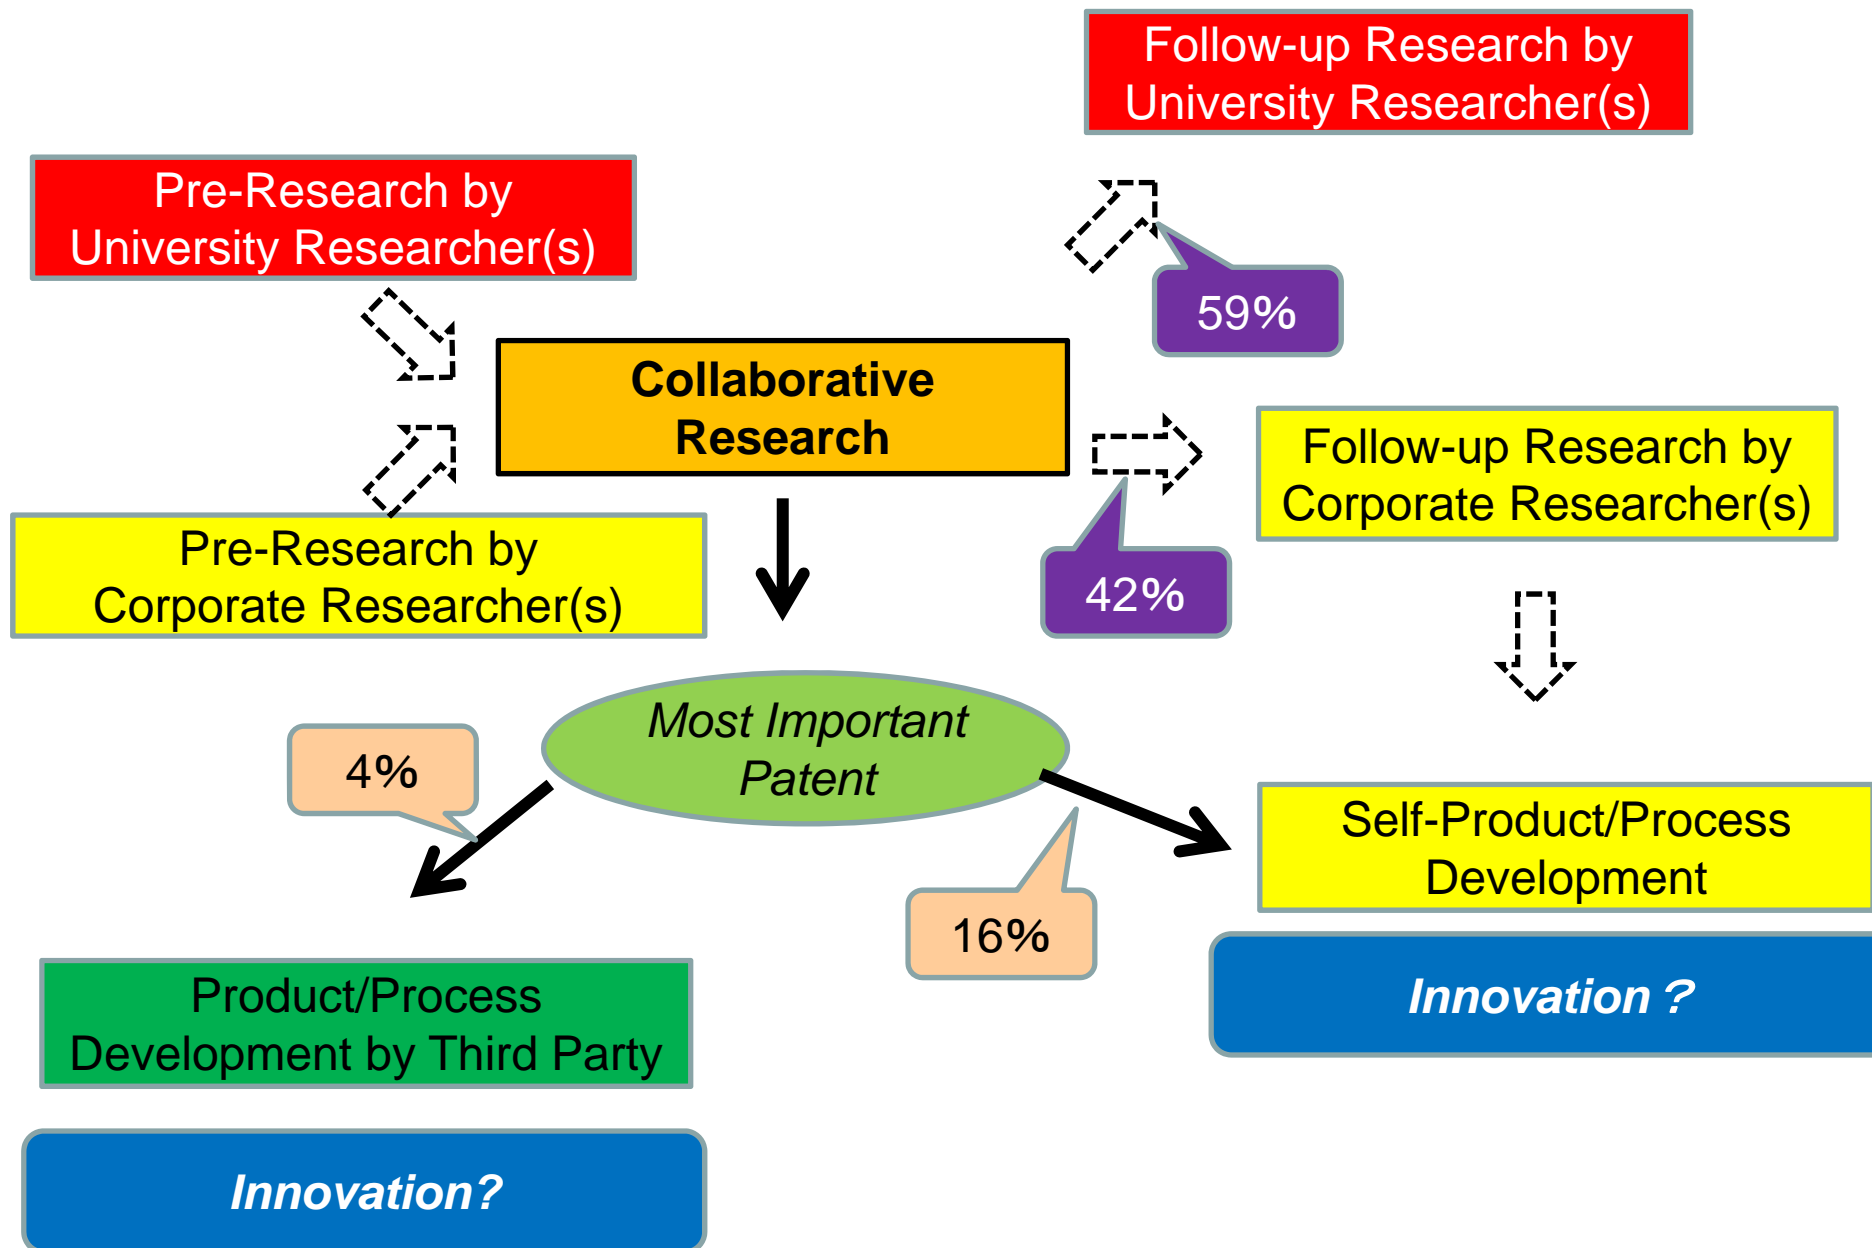 Follow-up Research by
University Researcher(s)
Pre-Research by
University Researcher(s)
59%
Collaborative
Research
Follow-up Research by
Corporate Researcher(s)
Pre-Research by
Corporate Researcher(s)
42%
Most Important
Patent
4%
Self-Product/Process
Development
16%
Innovation？
Product/Process
Development by Third Party
Innovation?